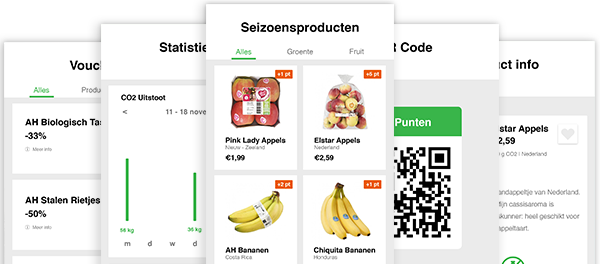 Vouch
Alles Produ
AH Biologisch Tas
-33%
Meer info
AH Stalen Rietjes
-50%
Meer info
Statistie
CO2 Uitstoot
< 11 - 18 nove
14 kg
36 kg
m d w d
Seizoensproducten
Alles Groente Fruit
+1 pt
Pink Lady Appels
Nieuw - Zeeland
€1,99
+5 pt
Elstar Appels
Nederland
€2,59
+2 pt
AH Bananen
Costa-Rica
+1 pt
Chiquita Bananen
Honduras
R Code
Punten
uct info
Elstar Appels
2,59
g CO2 / Nederland
andappeltje van Nederland.
Mijn cassisaroma is
kunner: heel geschikt voor
appeltaart.